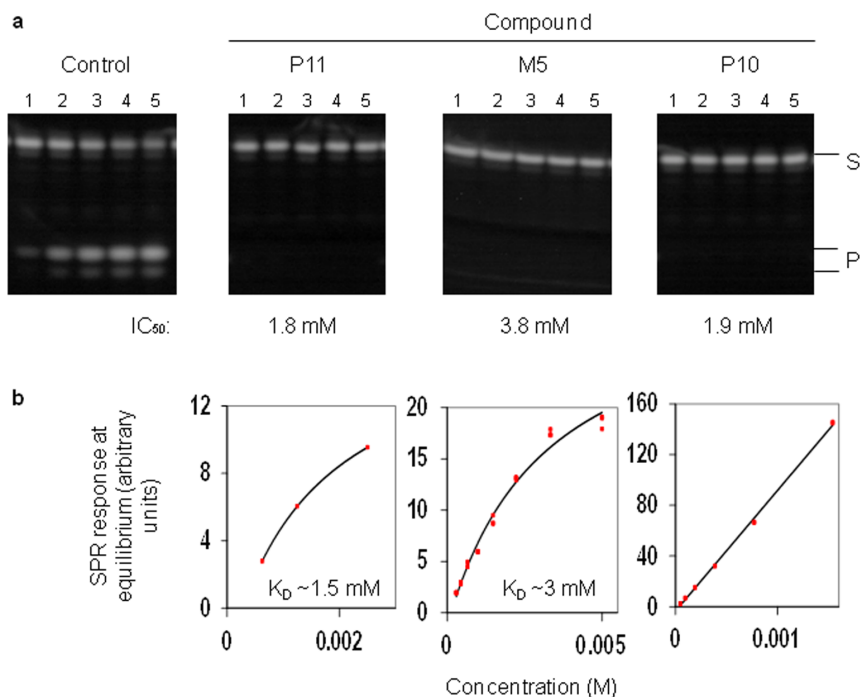 a
Compound
Control P11 M5 P10
1 2 3 4 5 1 2 3 4 5 1 2 3 4 5 1 2 3 4 5
S
P
IC50: 1.8 mM 3.8 mM 1.9 mM
b
SPR response at
equilibrium (arbitrary
units)
12
8
4
0
0 0.002
KD ~1.5 mM
20
15
10
5
0
0 0.005
KD ~3 mM
160
120
80
40
0
0 0.001
Concentration (M)